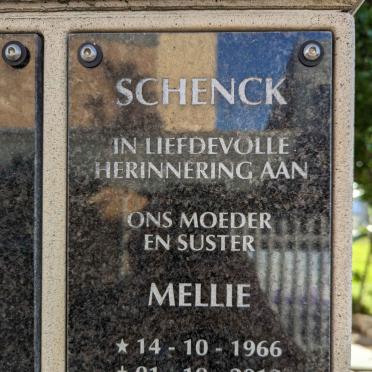 SCHENCK
IN LIEFDEVOLLE
HERINNERING AAN
ONS MOEDER
EN SUSTER
MELLIE
★ 14 - 10 - 1966